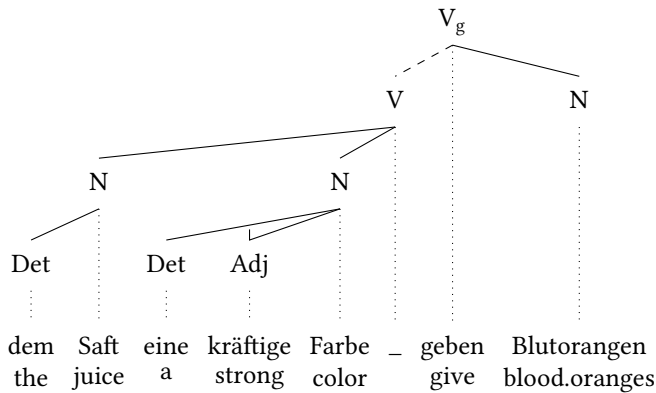 V_g
V N
N N
Det Det Adj
dem Saft eine kräftige Farbe _ geben Blutorangen
the juice a strong color give blood.oranges